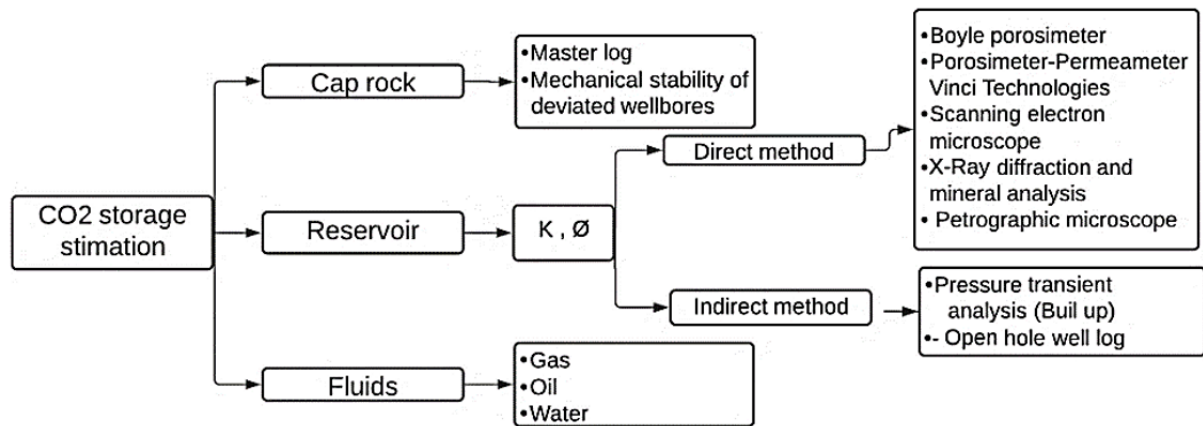 CO2 storage
stimation
Cap rock
•Master log
•Mechanical stability of
deviated wellbores
Reservoir
K , Ø
Direct method
•Boyle porosimeter
•Porosimeter-Permeameter
Vinci Technologies
•Scanning electron
microscope
•X-Ray diffraction and
mineral analysis
• Petrographic microscope
Indirect method
•Pressure transient
analysis (Buil up)
•- Open hole well log
Fluids
•Gas
•Oil
•Water